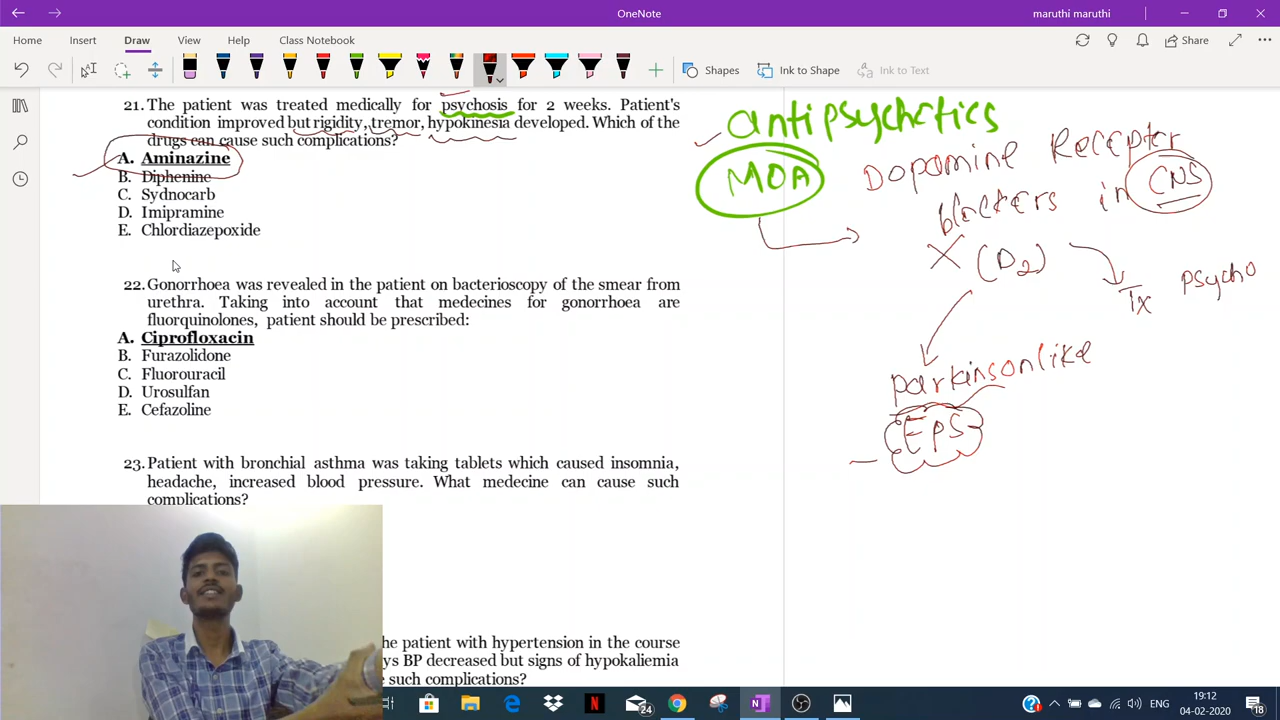 OneNote
maruthi maruthi
Home
Insert
Draw
View
Help
Class Notebook
Share
Shapes
Ink to Shape
Ink to Text
21. The patient was treated medically for psychosis for 2 weeks. Patient's
condition improved but rigidity, tremor, hypokinesia developed. Which of the
drugs can cause such complications?
A. Aminazine
B. Diphenine
C. Sydnocarb
D. Imipramine
E. Chlordiazepoxide
22. Gonorrhoea was revealed in the patient on bacterioscopy of the smear from
urethra. Taking into account that medecines for gonorrhoea are
fluorquinolones, patient should be prescribed:
A. Ciprofloxacin
B. Furazolidone
C. Fluorouracil
D. Urosulfan
E. Cefazoline
23. Patient with bronchial asthma was taking tablets which caused insomnia,
headache, increased blood pressure. What medecine can cause such
complications?
he patient with hypertension in the course
ys BP decreased but signs of hypokaliemia
e such complications?
antipsychotics
MOA
Dopomine Receptor
blockers in CNS
X (D2)
Tx psycho
parkinsonlike
EPS
24
ENG
19:12
04-02-2020
18